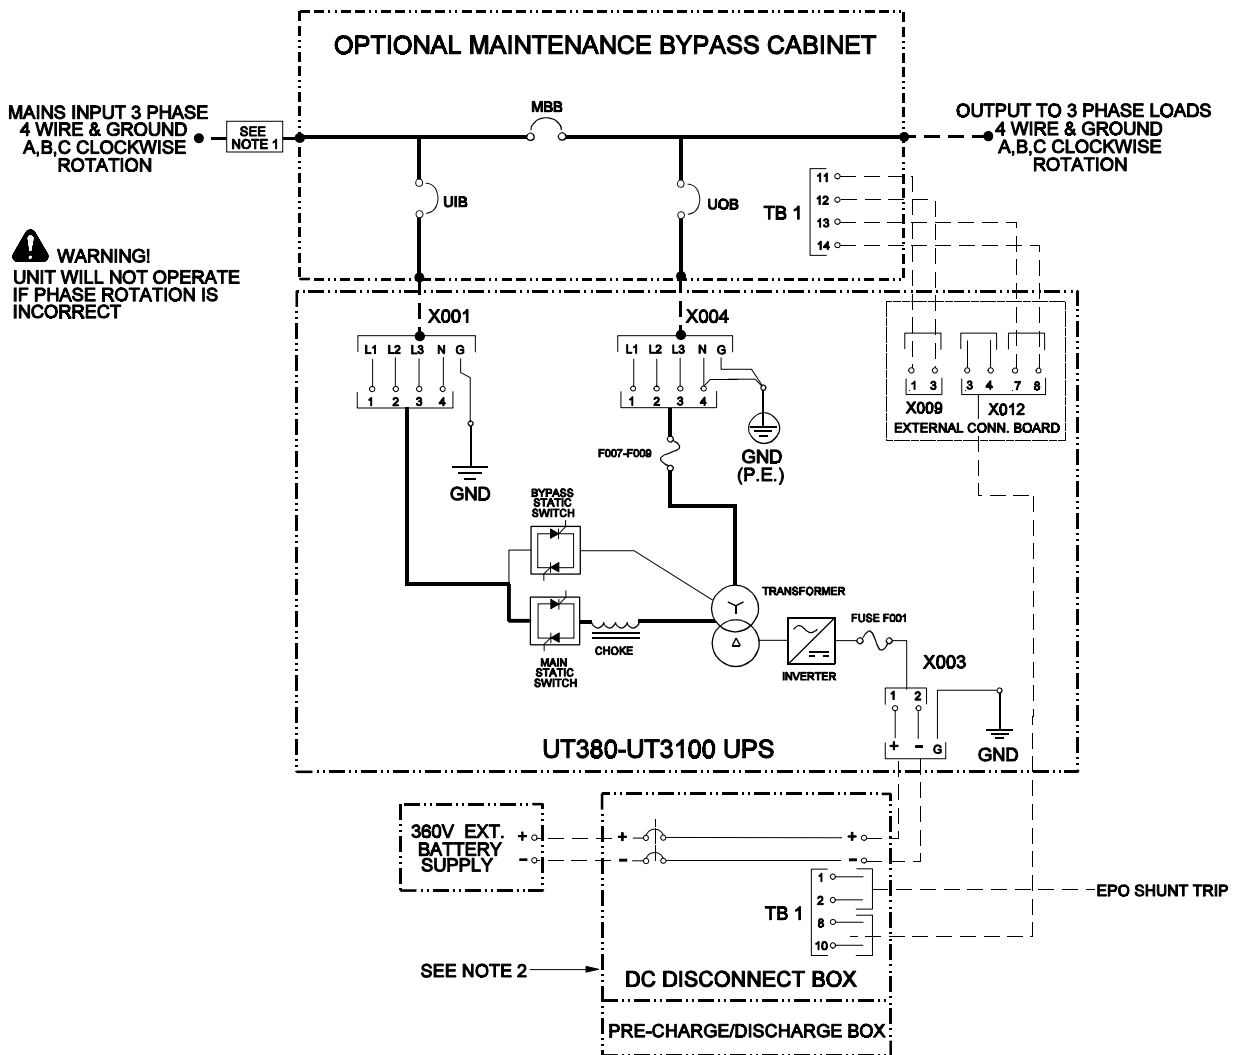 OPTIONAL MAINTENANCE BYPASS CABINET
MAINS INPUT 3 PHASE
4 WIRE & GROUND
A,B,C CLOCKWISE
ROTATION
SEE
NOTE 1
MBB
OUTPUT TO 3 PHASE LOADS
4 WIRE & GROUND
A,B,C CLOCKWISE
ROTATION
UIB
UOB
TB 1
11
12
13
14
WARNING!
UNIT WILL NOT OPERATE
IF PHASE ROTATION IS
INCORRECT
X001
L1 L2 L3 N G
1 2 3 4
GND
X004
L1 L2 L3 N G
1 2 3 4
GND
(P.E.)
F007-F009
1 3
3 4 7 8
X009
X012
EXTERNAL CONN. BOARD
BYPASS
STATIC
SWITCH
MAIN
STATIC
SWITCH
CHOKE
TRANSFORMER
INVERTER
FUSE F001
X003
1 2
+ - G
GND
UT380-UT3100 UPS
360V EXT.
BATTERY
SUPPLY
+
-
+
-
+
-
TB 1
1
2
8
10
EPO SHUNT TRIP
SEE NOTE 2
DC DISCONNECT BOX
PRE-CHARGE/DISCHARGE BOX